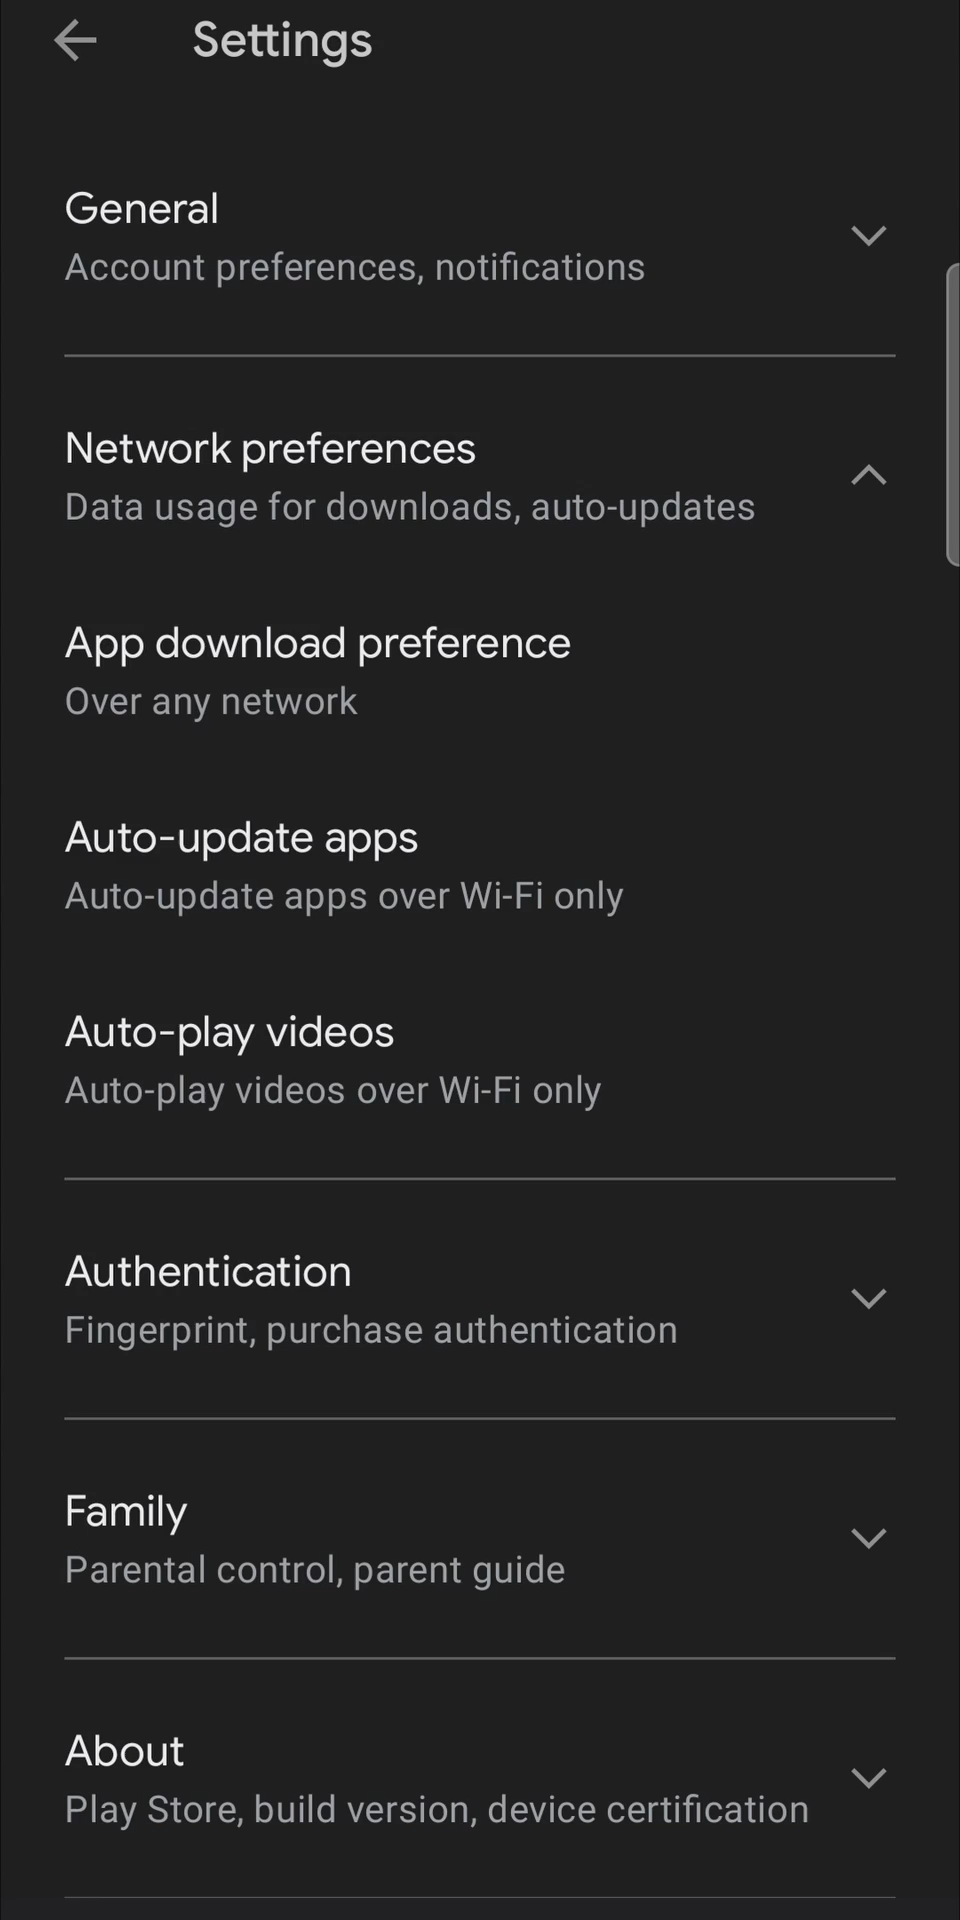 Settings
General
Account preferences, notifications
Network preferences
Data usage for downloads, auto-updates
App download preference
Over any network
Auto-update apps
Auto-update apps over Wi-Fi only
Auto-play videos
Auto-play videos over Wi-Fi only
Authentication
Fingerprint, purchase authentication
Family
Parental control, parent guide
About
Play Store, build version, device certification